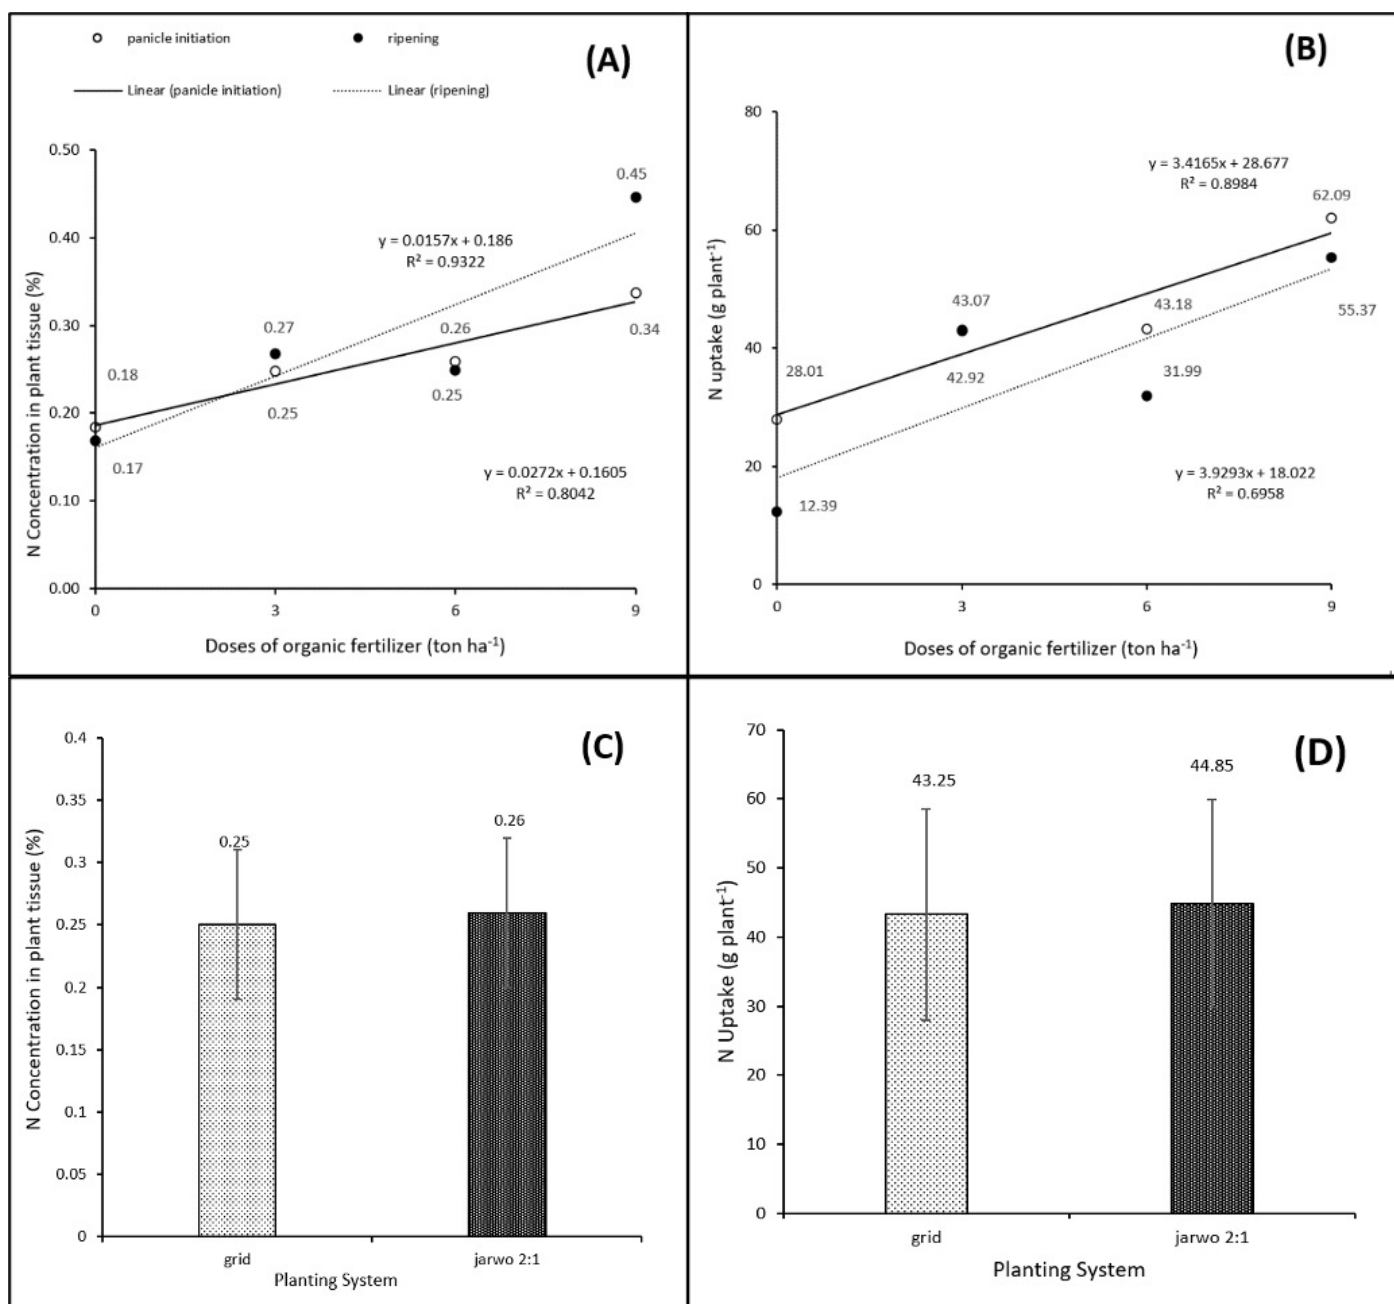 panicle initiation
ripening
Linear (panicle initiation)
Linear (ripening)
(A)
N Concentration in plant tissue (%)
0.50
0.40
0.30
0.20
0.10
0.00
0.45
y = 0.0157x + 0.186
R² = 0.9322
0.27
0.26
0.34
0.18
0.25
0.25
0.17
y = 0.0272x + 0.1605
R² = 0.8042
0
3
6
9
Doses of organic fertilizer (ton ha⁻¹)
(B)
N uptake (g plant⁻¹)
80
60
40
20
0
y = 3.4165x + 28.677
R² = 0.8984
62.09
43.07
43.18
55.37
28.01
42.92
31.99
y = 3.9293x + 18.022
R² = 0.6958
12.39
0
3
6
9
Doses of organic fertilizer (ton ha⁻¹)
(C)
N Concentration in plant tissue (%)
0.4
0.35
0.3
0.25
0.2
0.15
0.1
0.05
0
0.25
0.26
grid
jarwo 2:1
Planting System
(D)
N Uptake (g plant⁻¹)
70
60
50
40
30
20
10
0
43.25
44.85
grid
jarwo 2:1
Planting System